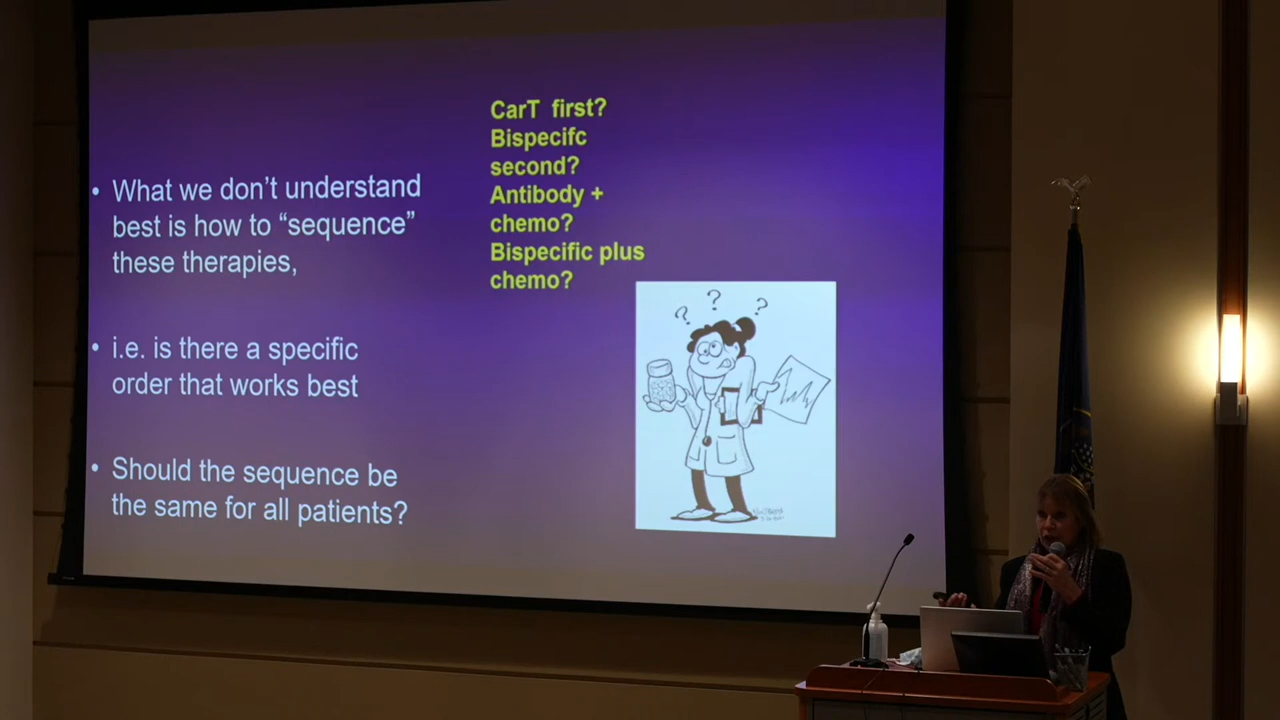 • What we don't understand
best is how to "sequence"
these therapies,
• i.e. is there a specific
order that works best
• Should the sequence be
the same for all patients?
CarT first?
Bispecifc
second?
Antibody +
chemo?
Bispecific plus
chemo?
? ? ?